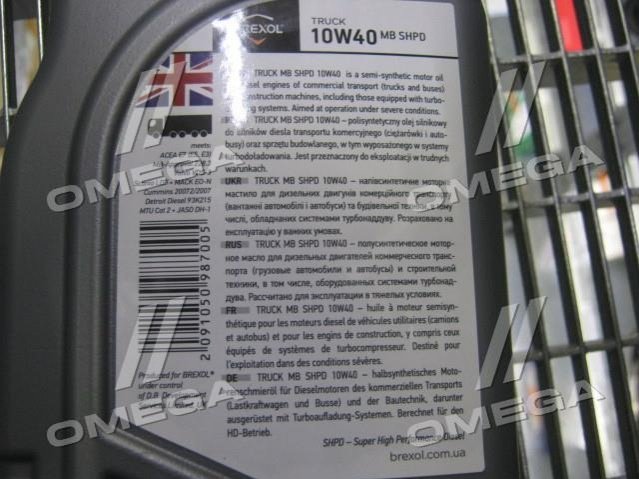 BREXOL
TRUCK
10W40 MB SHPD
TRUCK MB SHPD 10W40 is a semi-synthetic motor oil
diesel engines of commercial transport (trucks and buses)
construction machines, including those equipped with turbo-
systems. Aimed at operation under severe conditions.
TRUCK MB SHPD 10W40 – polisyntetyczny olej silnikowy
do silników diesla transportu komercyjnego (ciężarówki i auto-
busy) oraz sprzętu budowlanego, w tym wyposażonego w systemy
turbodoładowania. Jest przeznaczony do eksploatacji w trudnych
warunkach.
UKR TRUCK MB SHPD 10W40 – напівсинтетичне моторне
мастило для дизельних двигунів комерційного транспорту
(вантажні автомобілі і автобуси) та будівельної техніки, в тому
числі, обладнаних системами турбонаддуву. Розраховано на
експлуатацію у важких умовах.
RUS TRUCK MB SHPD 10W40 – полусинтетическое мотор-
ное масло для дизельных двигателей коммерческого транс-
порта (грузовые автомобили и автобусы) и строительной
техники, в том числе, оборудованных системами турбонад-
дува. Рассчитано для эксплуатации в тяжелых условиях.
FR TRUCK MB SHPD 10W40 – huile à moteur semisyn-
thétique pour les moteurs diesel de véhicules utilitaires (camions
et autobus) et pour les engins de construction, y compris ceux
équipés de systèmes de turbocompresseur. Destiné pour
l'exploitation dans des conditions sévères.
DE TRUCK MB SHPD 10W40 – halbsynthetisches Moto-
renschmieröl für Dieselmotoren des kommerziellen Transports
(Lastkraftwagen und Busse) und der Bautechnik, darunter
ausgerüstet mit Turboaufladung-Systemen. Berechnet für den
HD-Betrieb.
SHPD – Super High Performance Diesel
brexol.com.ua
meets:
ACEA E7
MACK EO-N
Cummins 20072/2007
Detroit Diesel 93K215
MTU Cat.2 • JASO DH-1
2091050987005
Produced for BREXOL®
under control
of D.R. Development
Services Limited, UK
OMEGA
OMEGA
OMEGA
OMEGA